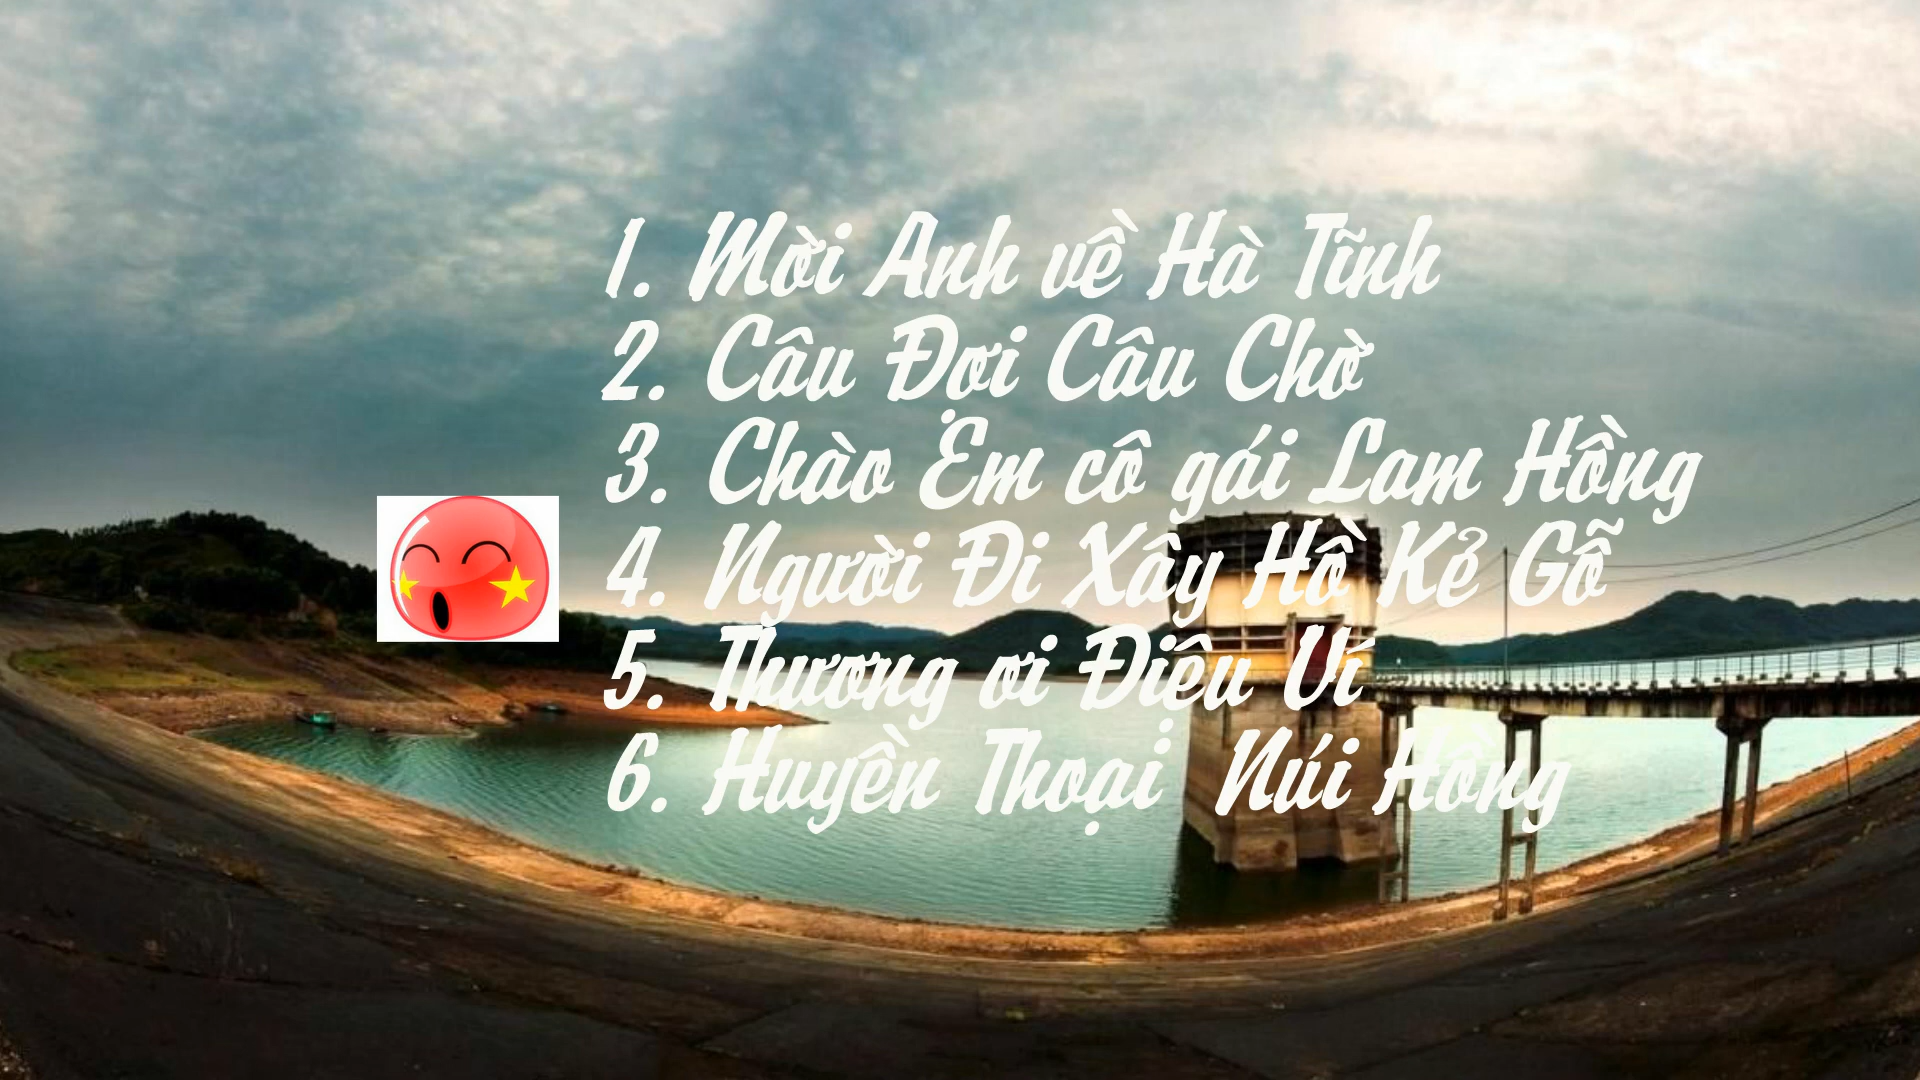 1. Mời Anh về Hà Tĩnh
2. Câu Đợi Câu Chờ
3. Chào Em cô gái Lam Hồng
4. Người Đi Xây Hồ Kẻ Gỗ
5. Thương ơi Điệu Ví
6. Huyền Thoại Núi Hồng